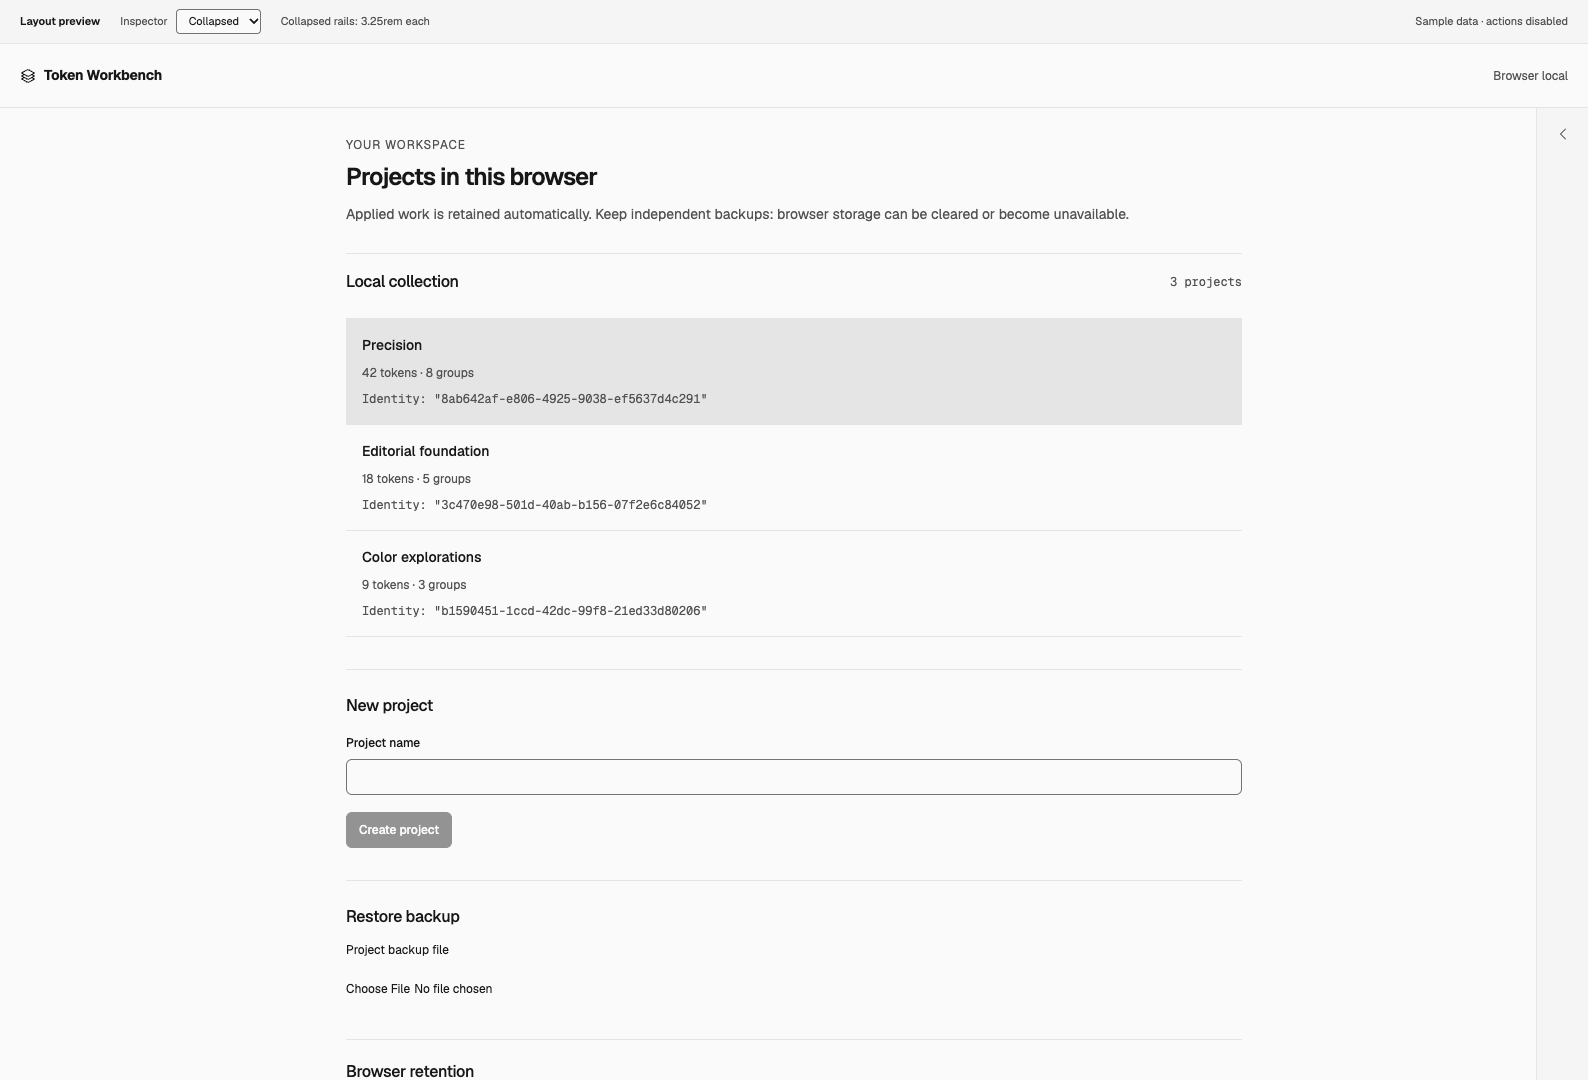 Layout preview Inspector Collapsed Collapsed rails: 3.25rem each Sample data · actions disabled
Token Workbench Browser local
YOUR WORKSPACE
Projects in this browser
Applied work is retained automatically. Keep independent backups: browser storage can be cleared or become unavailable.
Local collection 3 projects
Precision
42 tokens · 8 groups
Identity: "8ab642af-e806-4925-9038-ef5637d4c291"
Editorial foundation
18 tokens · 5 groups
Identity: "3c470e98-501d-40ab-b156-07f2e6c84052"
Color explorations
9 tokens · 3 groups
Identity: "b1590451-1ccd-42dc-99f8-21ed33d80206"
New project
Project name
Create project
Restore backup
Project backup file
Choose File No file chosen
Browser retention